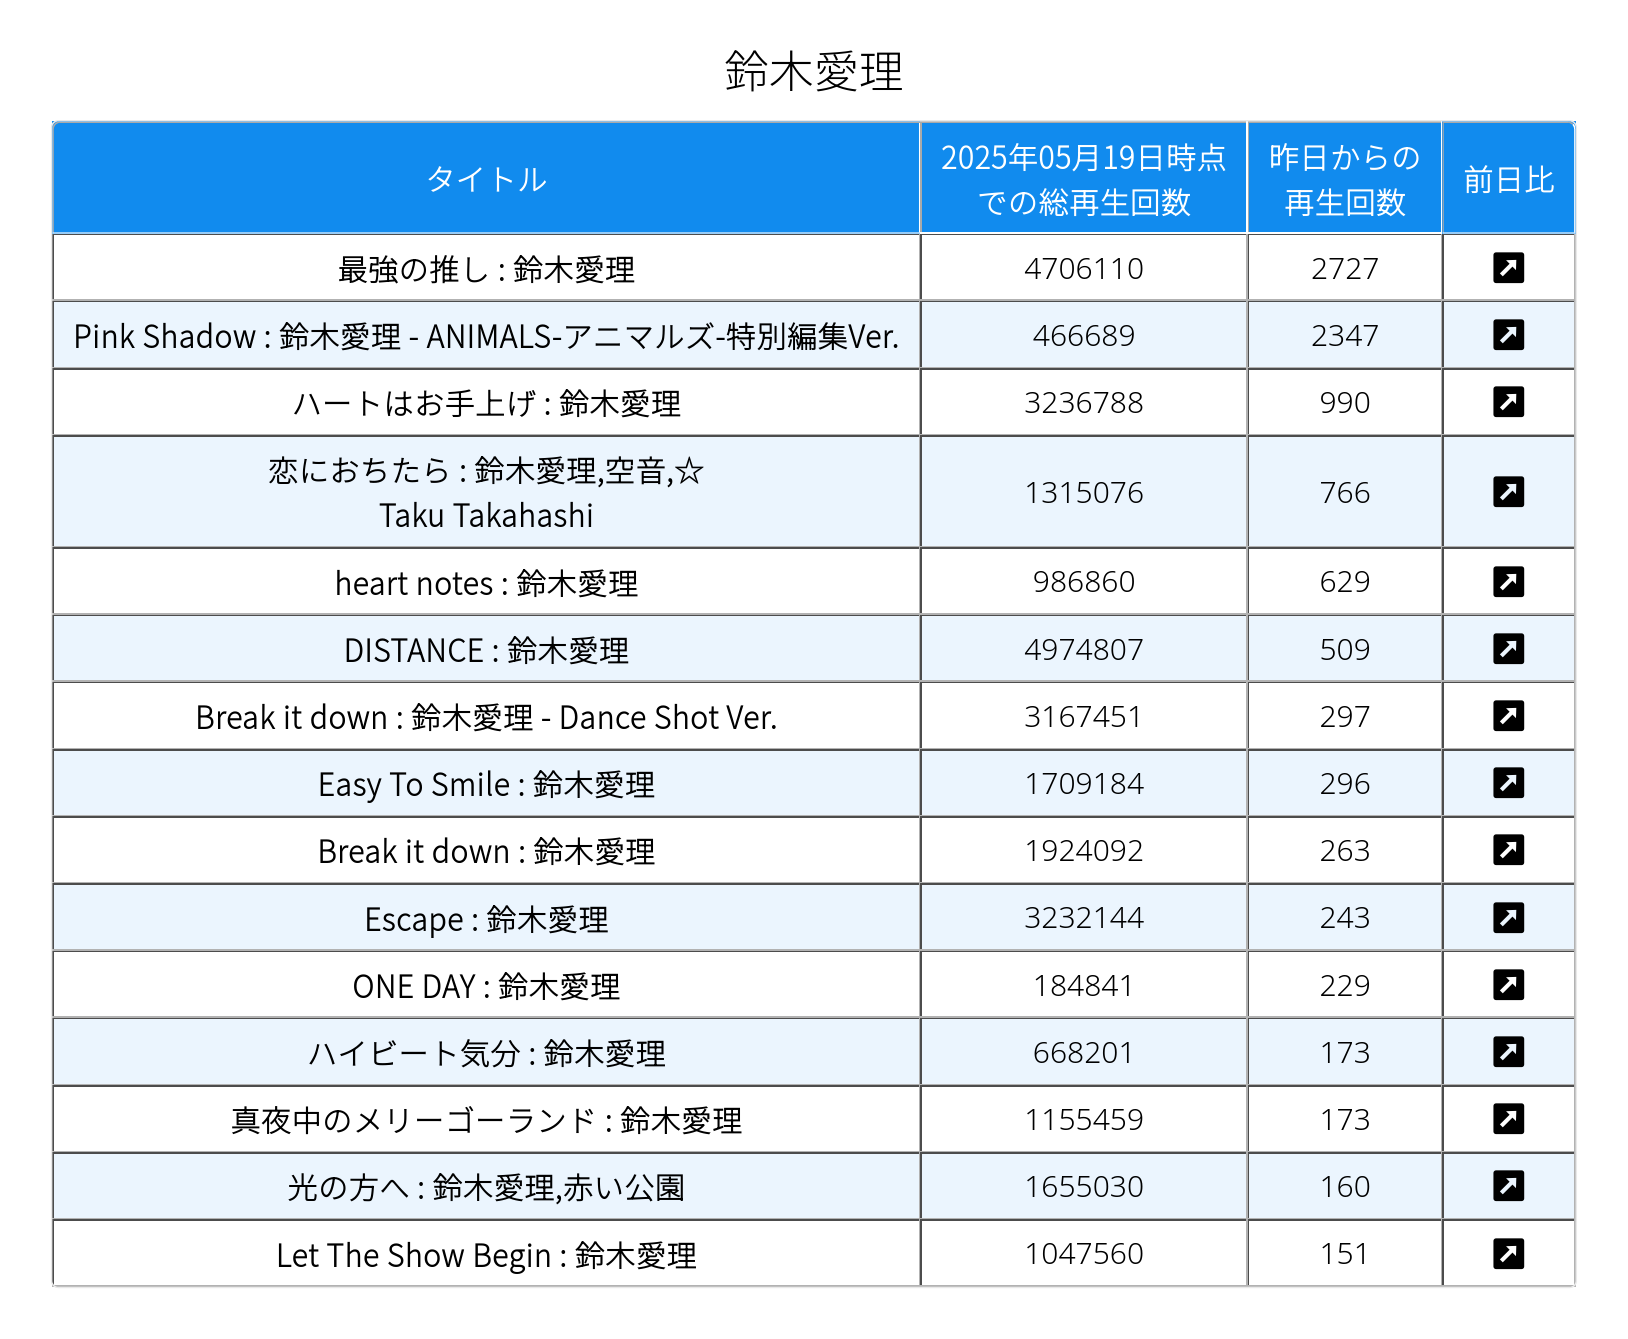 鈴木愛理
タイトル
2025年05月19日時点
での総再生回数
昨日からの
再生回数
前日比
最強の推し : 鈴木愛理 4706110 2727
Pink Shadow : 鈴木愛理 - ANIMALS-アニマルズ-特別編集Ver. 466689 2347
ハートはお手上げ : 鈴木愛理 3236788 990
恋におちたら : 鈴木愛理,空音,☆
Taku Takahashi 1315076 766
heart notes : 鈴木愛理 986860 629
DISTANCE : 鈴木愛理 4974807 509
Break it down : 鈴木愛理 - Dance Shot Ver. 3167451 297
Easy To Smile : 鈴木愛理 1709184 296
Break it down : 鈴木愛理 1924092 263
Escape : 鈴木愛理 3232144 243
ONE DAY : 鈴木愛理 184841 229
ハイビート気分 : 鈴木愛理 668201 173
真夜中のメリーゴーランド : 鈴木愛理 1155459 173
光の方へ : 鈴木愛理,赤い公園 1655030 160
Let The Show Begin : 鈴木愛理 1047560 151